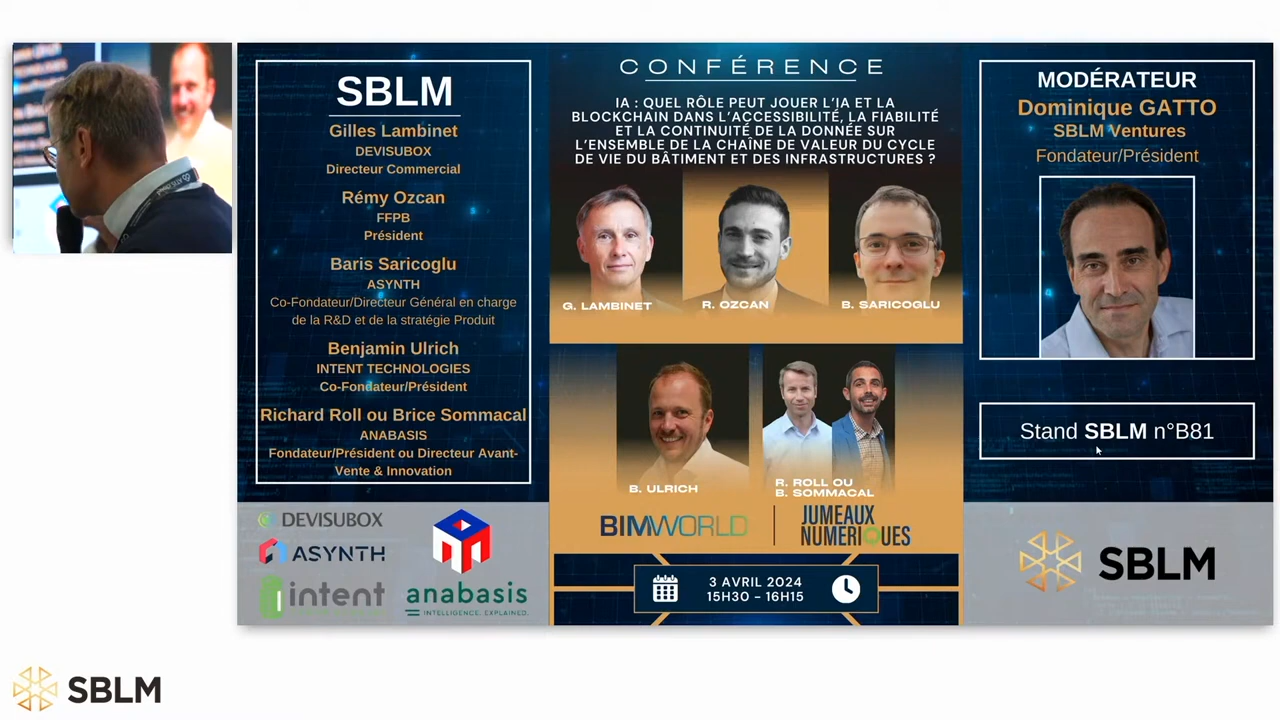 SBLM
Gilles Lambinet
DEVISUBOX
Directeur Commercial
Rémy Ozcan
FFPB
Président
Baris Saricoglu
ASYNTH
Co-Fondateur/Directeur Général en charge
de la R&D et de la stratégie Produit
Benjamin Ulrich
INTENT TECHNOLOGIES
Co-Fondateur/Président
Richard Roll ou Brice Sommacal
ANABASIS
Fondateur/Président ou Directeur Avant-
Vente & Innovation
DEVISUBOX
ASYNTH
intent
anabasis
INTELLIGENCE. EXPLAINED.
CONFÉRENCE
IA : QUEL RÔLE PEUT JOUER L'IA ET LA
BLOCKCHAIN DANS L'ACCESSIBILITÉ, LA FIABILITÉ
ET LA CONTINUITÉ DE LA DONNÉE SUR
L'ENSEMBLE DE LA CHAÎNE DE VALEUR DU CYCLE
DE VIE DU BÂTIMENT ET DES INFRASTRUCTURES ?
G. LAMBINET
R. OZCAN
B. SARICOGLU
B. ULRICH
R. ROLL OU
B. SOMMACAL
BIMWORLD
JUMEAUX
NUMÉRIQUES
3 AVRIL 2024
15H30 - 16H15
MODÉRATEUR
Dominique GATTO
SBLM Ventures
Fondateur/Président
Stand SBLM n°B81
SBLM
SBLM